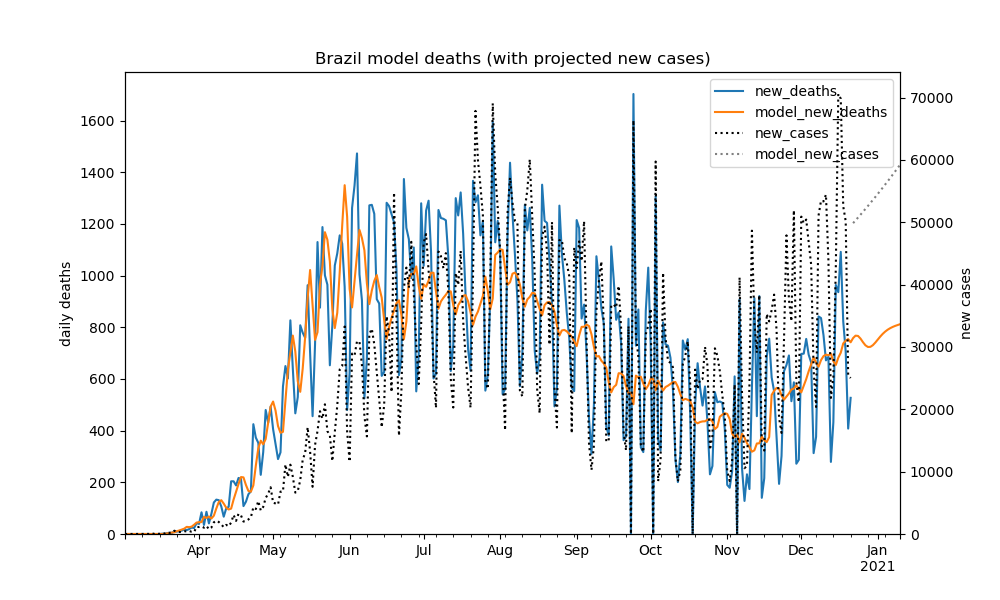 Brazil model deaths (with projected new cases)
new_deaths
model_new_deaths
new_cases
model_new_cases
daily deaths
new cases
1600
1400
1200
1000
800
600
400
200
0
70000
60000
50000
40000
30000
20000
10000
0
Apr May Jun Jul Aug Sep Oct Nov Dec Jan
2021